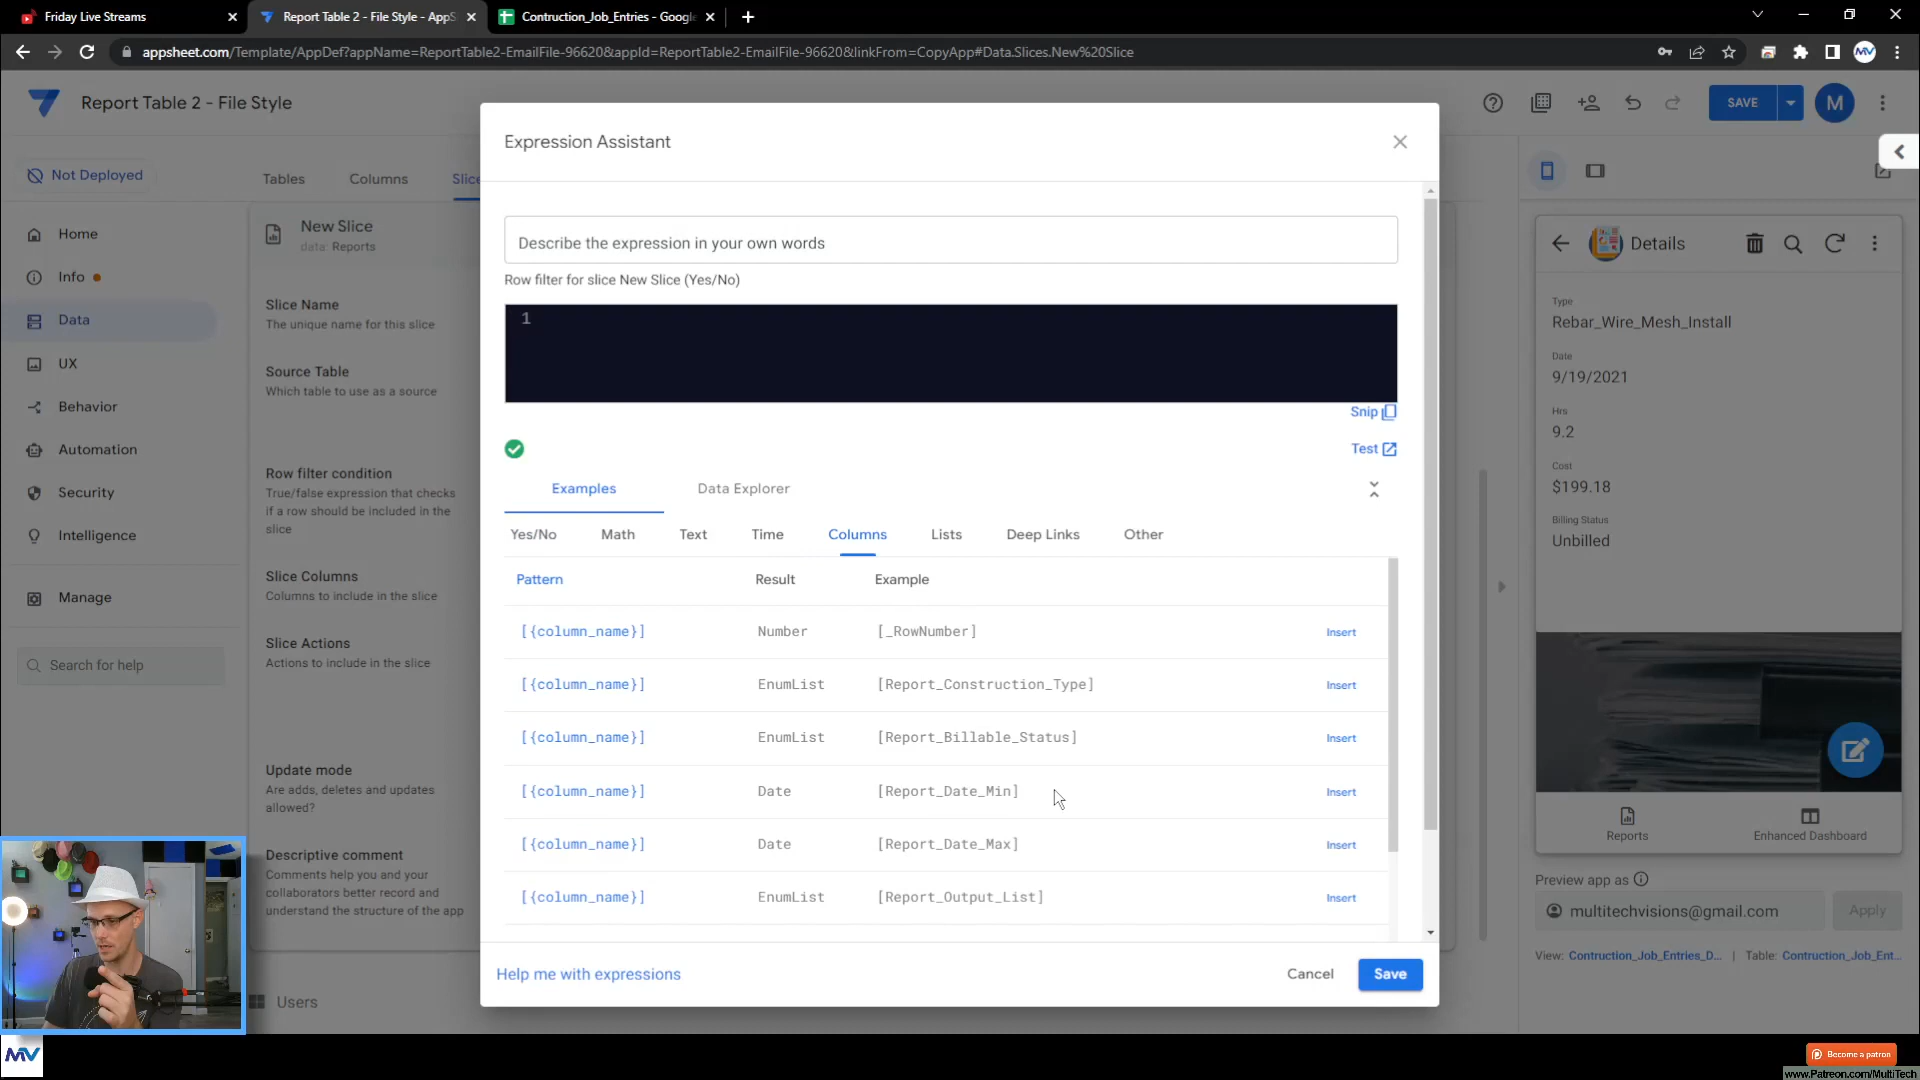 Friday Live Streams
Report Table 2 - File Style - AppS
Contruction_Job_Entries - Google
appsheet.com/Template/AppDef?appName=ReportTable2-EmailFile-96620&appId=ReportTable2-EmailFile-96620&linkFrom=CopyApp#Data.Slices.New%20Slice
MV
Report Table 2 - File Style
SAVE
M
Not Deployed
Tables
Columns
Slice
Home
Info
Data
UX
Behavior
Automation
Security
Intelligence
Manage
Search for help
New Slice
data: Reports
Slice Name
The unique name for this slice
Source Table
Which table to use as a source
Row filter condition
True/false expression that checks
if a row should be included in the
slice
Slice Columns
Columns to include in the slice
Slice Actions
Actions to include in the slice
Update mode
Are adds, deletes and updates
allowed?
Descriptive comment
Comments help you and your
collaborators better record and
understand the structure of the app
Users
Expression Assistant
Describe the expression in your own words
Row filter for slice New Slice (Yes/No)
1
Snip
Test
Examples
Data Explorer
Yes/No
Math
Text
Time
Columns
Lists
Deep Links
Other
Pattern Result Example
[{column_name}] Number [_RowNumber] Insert
[{column_name}] EnumList [Report_Construction_Type] Insert
[{column_name}] EnumList [Report_Billable_Status] Insert
[{column_name}] Date [Report_Date_Min] Insert
[{column_name}] Date [Report_Date_Max] Insert
[{column_name}] EnumList [Report_Output_List] Insert
Help me with expressions
Cancel
Save
Details
Type
Rebar_Wire_Mesh_Install
Date
9/19/2021
Hrs
9.2
Cost
$199.18
Billing Status
Unbilled
Reports
Enhanced Dashboard
Preview app as
multitechvisions@gmail.com
Apply
View: Contruction_Job_Entries_D... | Table: Contruction_Job_Ent...
MV
Become a patron
www.Patreon.com/MultiTech